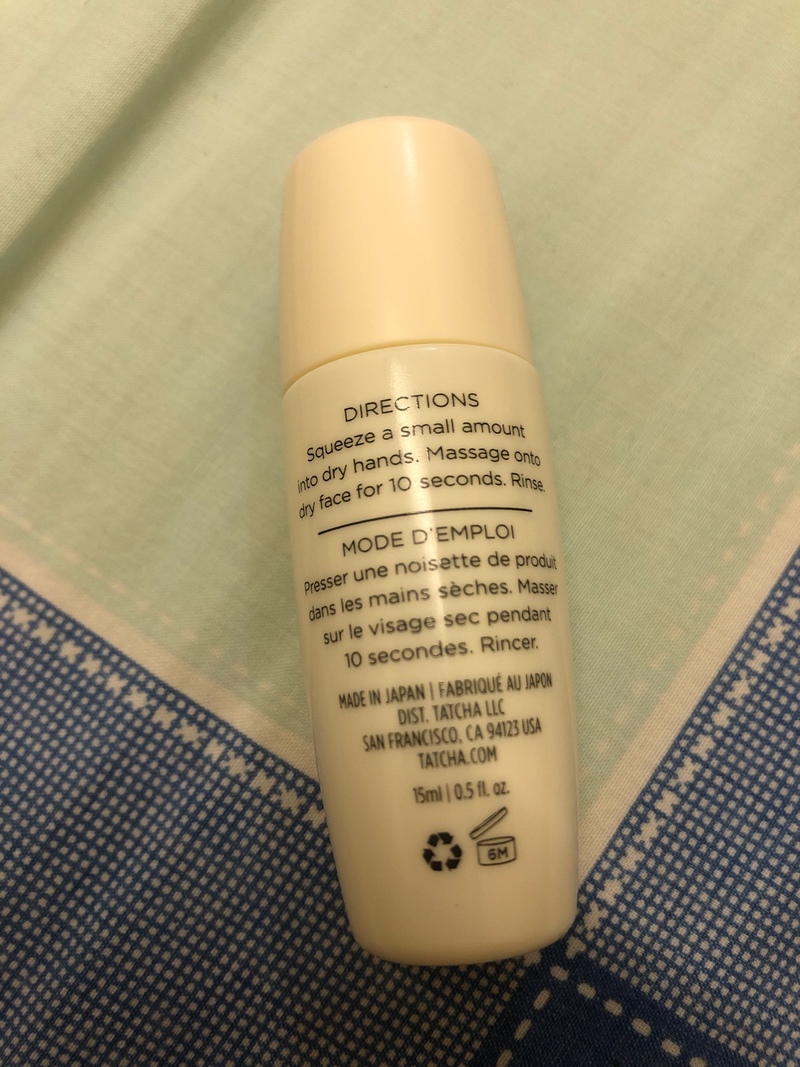 DIRECTIONS
Squeeze a small amount
into dry hands. Massage onto
dry face for 10 seconds. Rinse.
MODE D'EMPLOI
Presser une noisette de produit
dans les mains sèches. Masser
sur le visage sec pendant
10 secondes. Rincer.
MADE IN JAPAN | FABRIQUÉ AU JAPON
DIST. TATCHA LLC
SAN FRANCISCO, CA 94123 USA
TATCHA.COM
15ml | 0.5 fl. oz.
6M